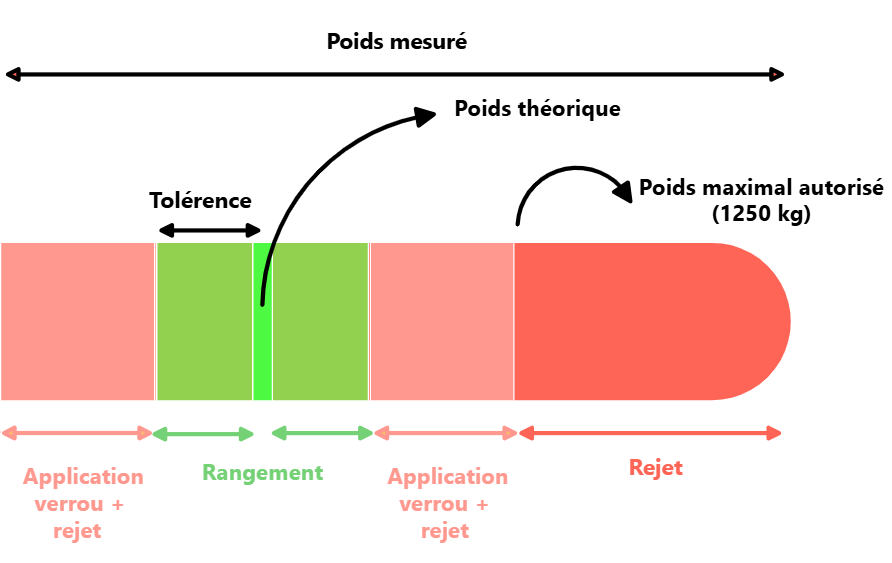 Poids mesuré
Poids théorique
Poids maximal autorisé
(1250 kg)
Tolérence
Application
verrou +
rejet
Rangement
Application
verrou +
rejet
Rejet